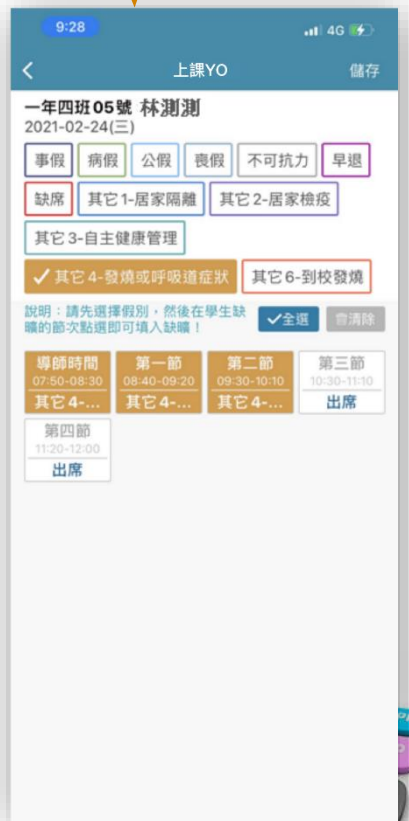 9:28 4G
上課YO 儲存
一年四班05號 林測測
2021-02-24(三)
事假 病假 公假 喪假 不可抗力 早退
缺席 其它1-居家隔離 其它2-居家檢疫
其它3-自主健康管理
其它4-發燒或呼吸道症狀 其它6-到校發燒
說明：請先選擇假別，然後在學生缺
曠的節次點選即可填入缺曠！
全選 清除
導師時間 第一節 第二節 第三節
07:50-08:30 08:40-09:20 09:30-10:10 10:30-11:10
其它4-... 其它4-... 其它4-... 出席
第四節
11:20-12:00
出席